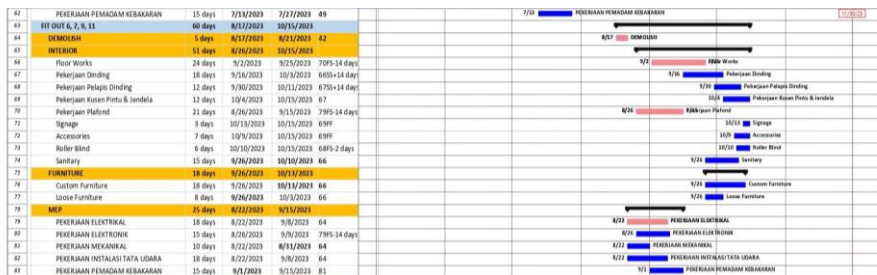 62 PEKERJAAN PEMADAM KEBAKARAN 15 days 7/13/2023 7/27/2023 49 7/13 PEKERJAAN PEMADAM KEBAKARAN
63 FIT OUT 6, 7, 9, 11 60 days 8/17/2023 10/15/2023
64 DEMOLISH 5 days 8/17/2023 8/21/2023 42 8/17 DEMOLISH
65 INTERIOR 51 days 8/26/2023 10/15/2023
66 Floor Works 24 days 9/2/2023 9/25/2023 70FS-14 days 9/2 Works
67 Pekerjaan Dinding 18 days 9/16/2023 10/3/2023 66SS+14 days 9/16 Pekerjaan Dinding
68 Pekerjaan Pelapis Dinding 12 days 9/30/2023 10/11/2023 67SS+14 days 9/30 Pekerjaan Pelapis Dinding
69 Pekerjaan Kusen Pintu & Jendela 12 days 10/4/2023 10/15/2023 67 10/4 Pekerjaan Kusen Pintu & Jendela
70 Pekerjaan Plafond 21 days 8/26/2023 9/15/2023 79FS-14 days 8/26 Plafond
71 Signage 3 days 10/13/2023 10/15/2023 69FF 10/13 Signage
72 Accessories 7 days 10/9/2023 10/15/2023 69FF 10/9 Accessories
73 Roller Blind 6 days 10/10/2023 10/15/2023 68FS-2 days 10/10 Roller Blind
74 Sanitary 15 days 9/26/2023 10/10/2023 66 9/26 Sanitary
75 FURNITURE 18 days 9/26/2023 10/13/2023
76 Custom Furniture 18 days 9/26/2023 10/13/2023 66 9/26 Custom Furniture
77 Loose Furniture 8 days 9/26/2023 10/3/2023 66 9/26 Loose Furniture
78 MEP 25 days 8/22/2023 9/15/2023
79 PEKERJAAN ELEKTRIKAL 18 days 8/22/2023 9/8/2023 64 8/22 PEKERJAAN ELEKTRIKAL
80 PEKERJAAN ELEKTRONIK 15 days 8/26/2023 9/9/2023 79FS-14 days 8/26 PEKERJAAN ELEKTRONIK
81 PEKERJAAN MEKANIKAL 10 days 8/22/2023 8/31/2023 64 8/22 PEKERJAAN MEKANIKAL
82 PEKERJAAN INSTALASI TATA UDARA 18 days 8/22/2023 9/8/2023 64 8/22 PEKERJAAN INSTALASI TATA UDARA
83 PEKERJAAN PEMADAM KEBAKARAN 15 days 9/1/2023 9/15/2023 81 9/1 PEKERJAAN PEMADAM KEBAKARAN